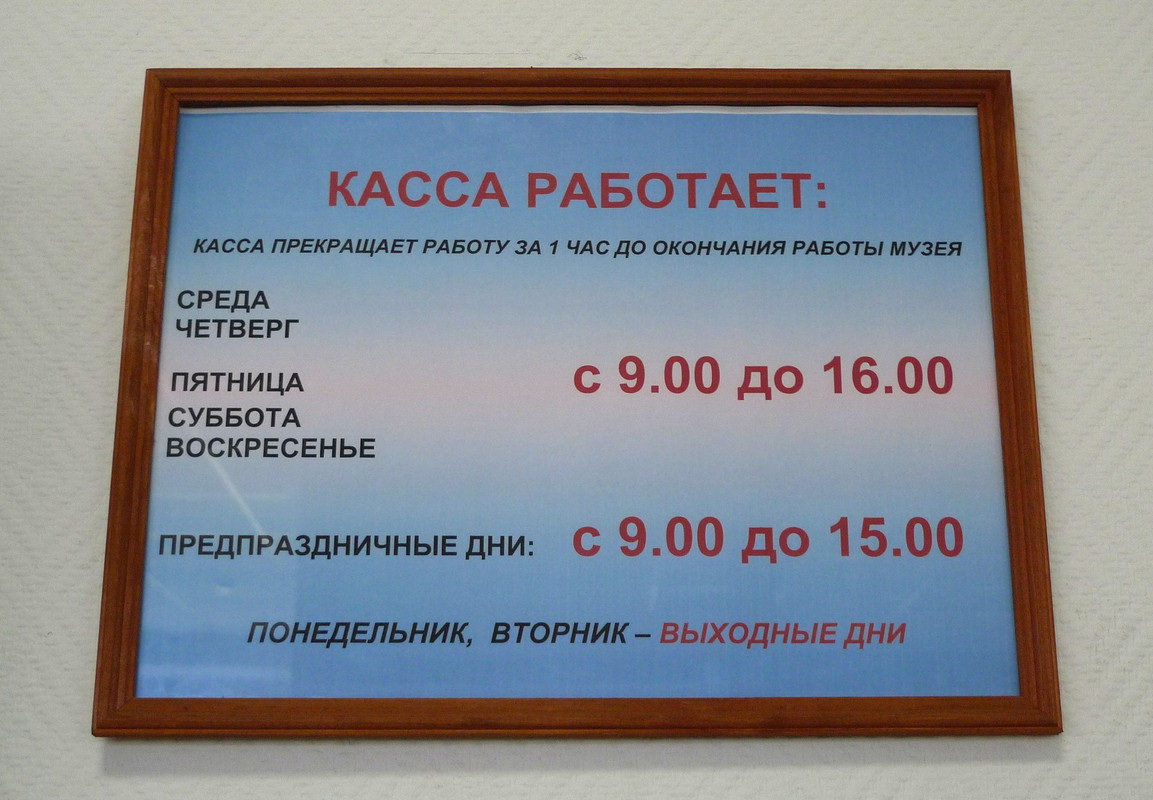 КАССА РАБОТАЕТ:
КАССА ПРЕКРАЩАЕТ РАБОТУ ЗА 1 ЧАС ДО ОКОНЧАНИЯ РАБОТЫ МУЗЕЯ
СРЕДА
ЧЕТВЕРГ
ПЯТНИЦА с 9.00 до 16.00
СУББОТА
ВОСКРЕСЕНЬЕ
ПРЕДПРАЗДНИЧНЫЕ ДНИ: с 9.00 до 15.00
ПОНЕДЕЛЬНИК, ВТОРНИК – ВЫХОДНЫЕ ДНИ